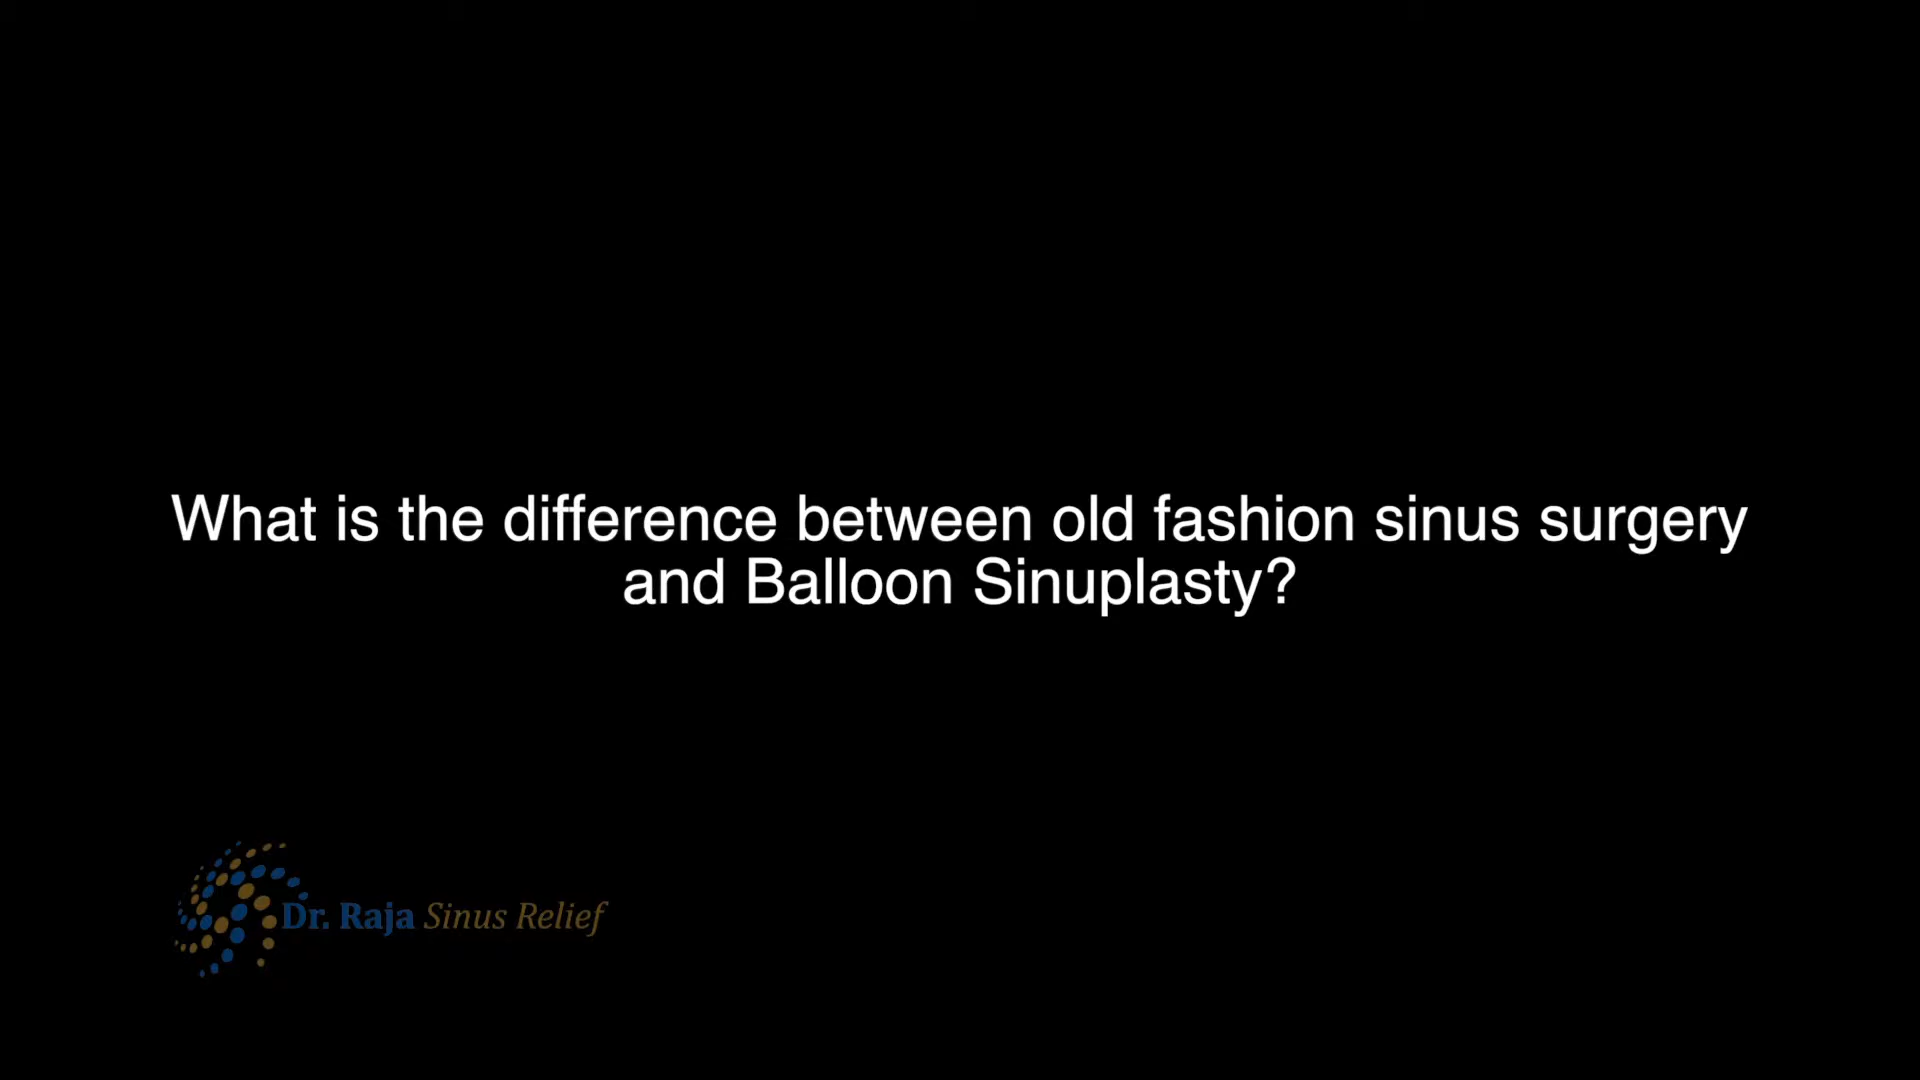 What is the difference between old fashion sinus surgery
and Balloon Sinuplasty?
Dr. Raja Sinus Relief